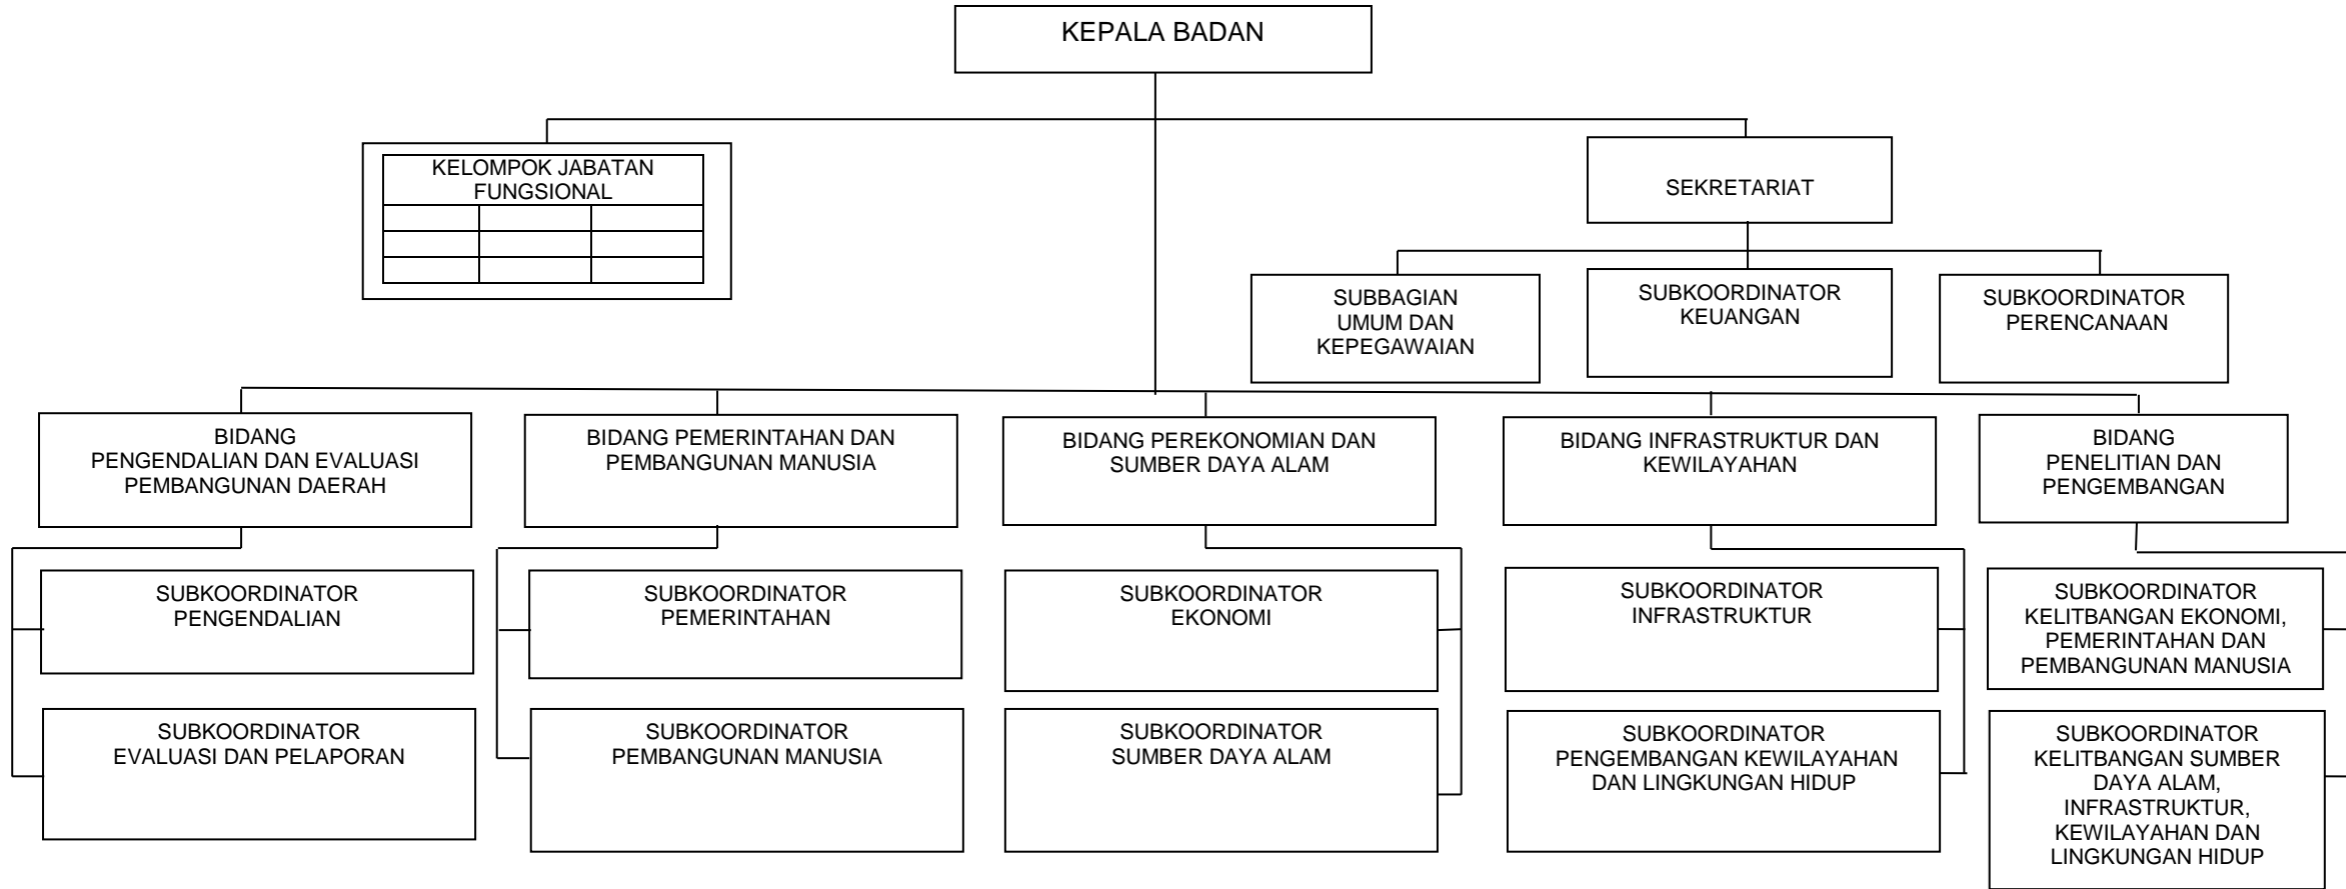 KEPALA BADAN
KELOMPOK JABATAN
FUNGSIONAL
SEKRETARIAT
SUBBAGIAN
UMUM DAN
KEPEGAWAIAN
SUBKOORDINATOR
KEUANGAN
SUBKOORDINATOR
PERENCANAAN
BIDANG
PENGENDALIAN DAN EVALUASI
PEMBANGUNAN DAERAH
BIDANG PEMERINTAHAN DAN
PEMBANGUNAN MANUSIA
BIDANG PEREKONOMIAN DAN
SUMBER DAYA ALAM
BIDANG INFRASTRUKTUR DAN
KEWILAYAHAN
BIDANG
PENELITIAN DAN
PENGEMBANGAN
SUBKOORDINATOR
PENGENDALIAN
SUBKOORDINATOR
PEMERINTAHAN
SUBKOORDINATOR
EKONOMI
SUBKOORDINATOR
INFRASTRUKTUR
SUBKOORDINATOR
KELITBANGAN EKONOMI,
PEMERINTAHAN DAN
PEMBANGUNAN MANUSIA
SUBKOORDINATOR
EVALUASI DAN PELAPORAN
SUBKOORDINATOR
PEMBANGUNAN MANUSIA
SUBKOORDINATOR
SUMBER DAYA ALAM
SUBKOORDINATOR
PENGEMBANGAN KEWILAYAHAN
DAN LINGKUNGAN HIDUP
SUBKOORDINATOR
KELITBANGAN SUMBER
DAYA ALAM,
INFRASTRUKTUR,
KEWILAYAHAN DAN
LINGKUNGAN HIDUP